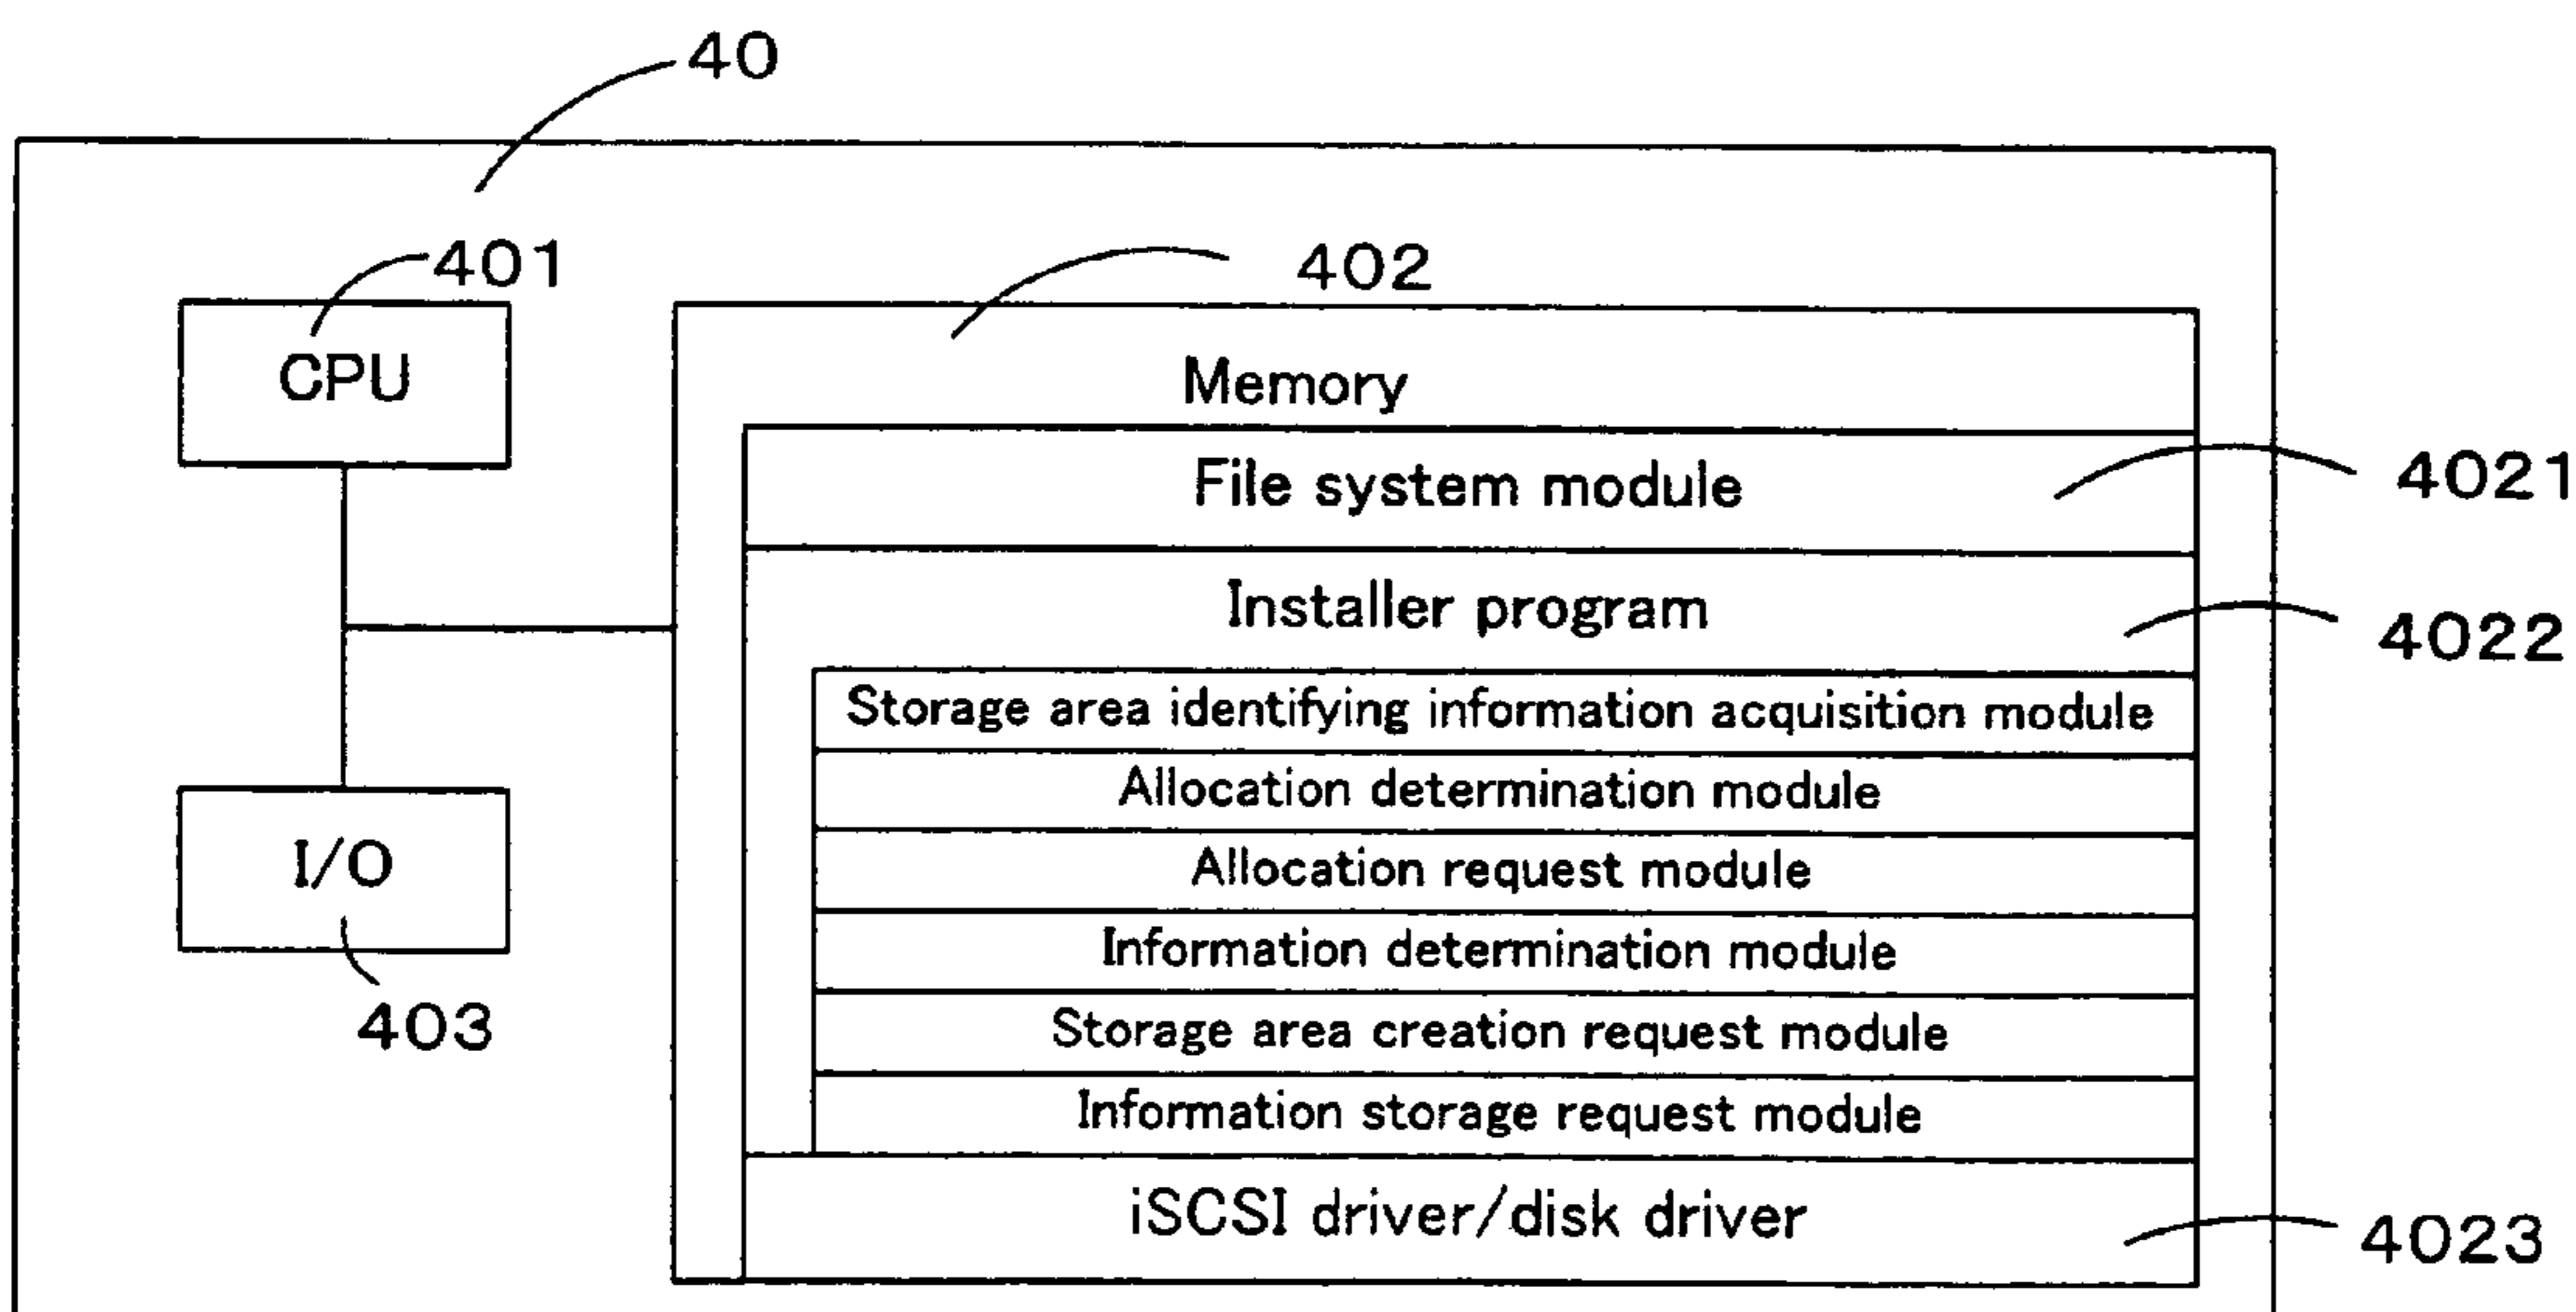 40
401
402
CPU
Memory
File system module
4021
Installer program
4022
Storage area identifying information acquisition module
Allocation determination module
I/O
Allocation request module
Information determination module
403
Storage area creation request module
Information storage request module
iSCSI driver/disk driver
4023